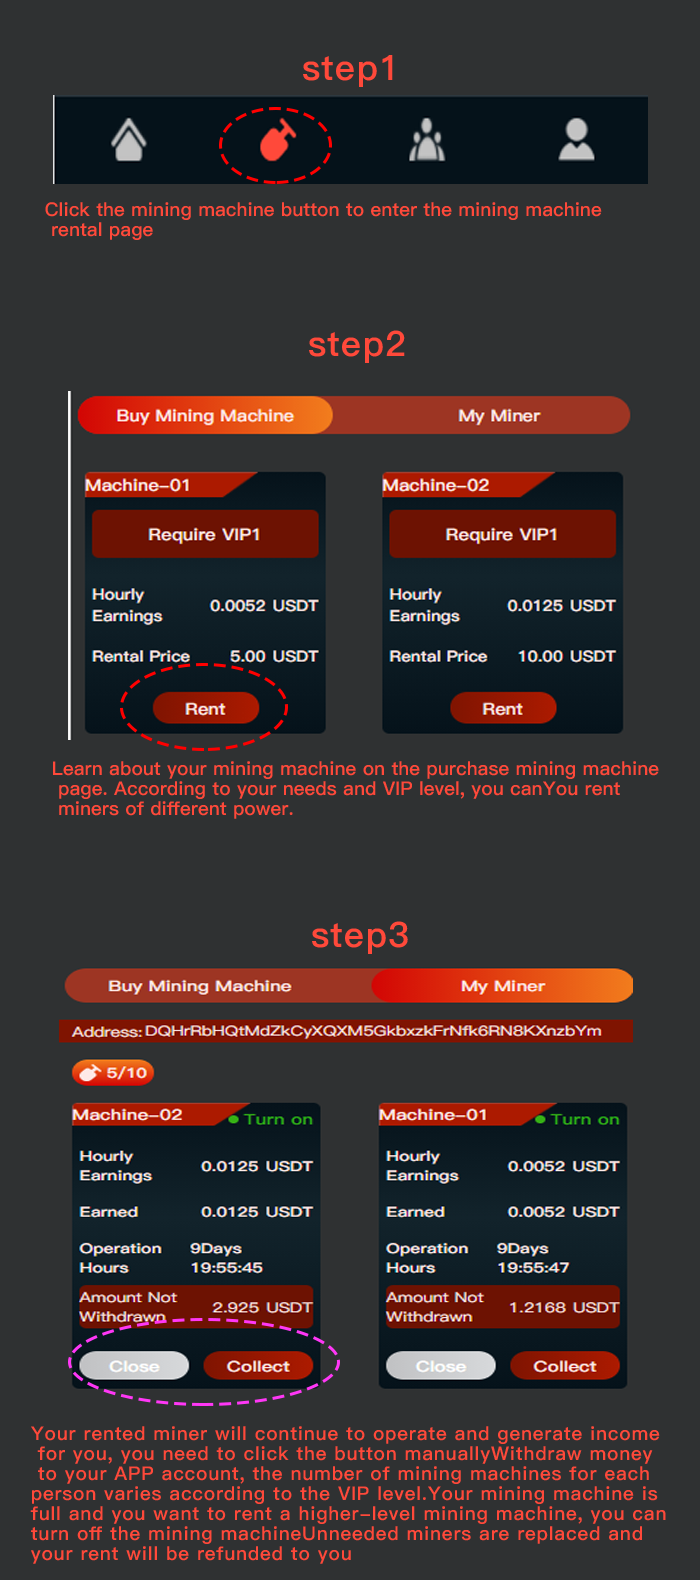 step1
Click the mining machine button to enter the mining machine
rental page
step2
Buy Mining Machine My Miner
Machine-01 Machine-02
Require VIP1 Require VIP1
Hourly Hourly
Earnings 0.0052 USDT Earnings 0.0125 USDT
Rental Price 5.00 USDT Rental Price 10.00 USDT
Rent Rent
Learn about your mining machine on the purchase mining machine
page. According to your needs and VIP level, you canYou rent
miners of different power.
step3
Buy Mining Machine My Miner
Address: DQHrRbHQtMdZkCyXQXM5GkbxzkFrNfk6RN8KXnzbYm
5/10
Machine-02 Turn on Machine-01 Turn on
Hourly Hourly
Earnings 0.0125 USDT Earnings 0.0052 USDT
Earned 0.0125 USDT Earned 0.0052 USDT
Operation 9Days Operation 9Days
Hours 19:55:45 Hours 19:55:47
Amount Not Amount Not
Withdrawn 2.925 USDT Withdrawn 1.2168 USDT
Close Collect Close Collect
Your rented miner will continue to operate and generate income
for you, you need to click the button manuallyWithdraw money
to your APP account, the number of mining machines for each
person varies according to the VIP level.Your mining machine is
full and you want to rent a higher-level mining machine, you can
turn off the mining machineUnneeded miners are replaced and
your rent will be refunded to you